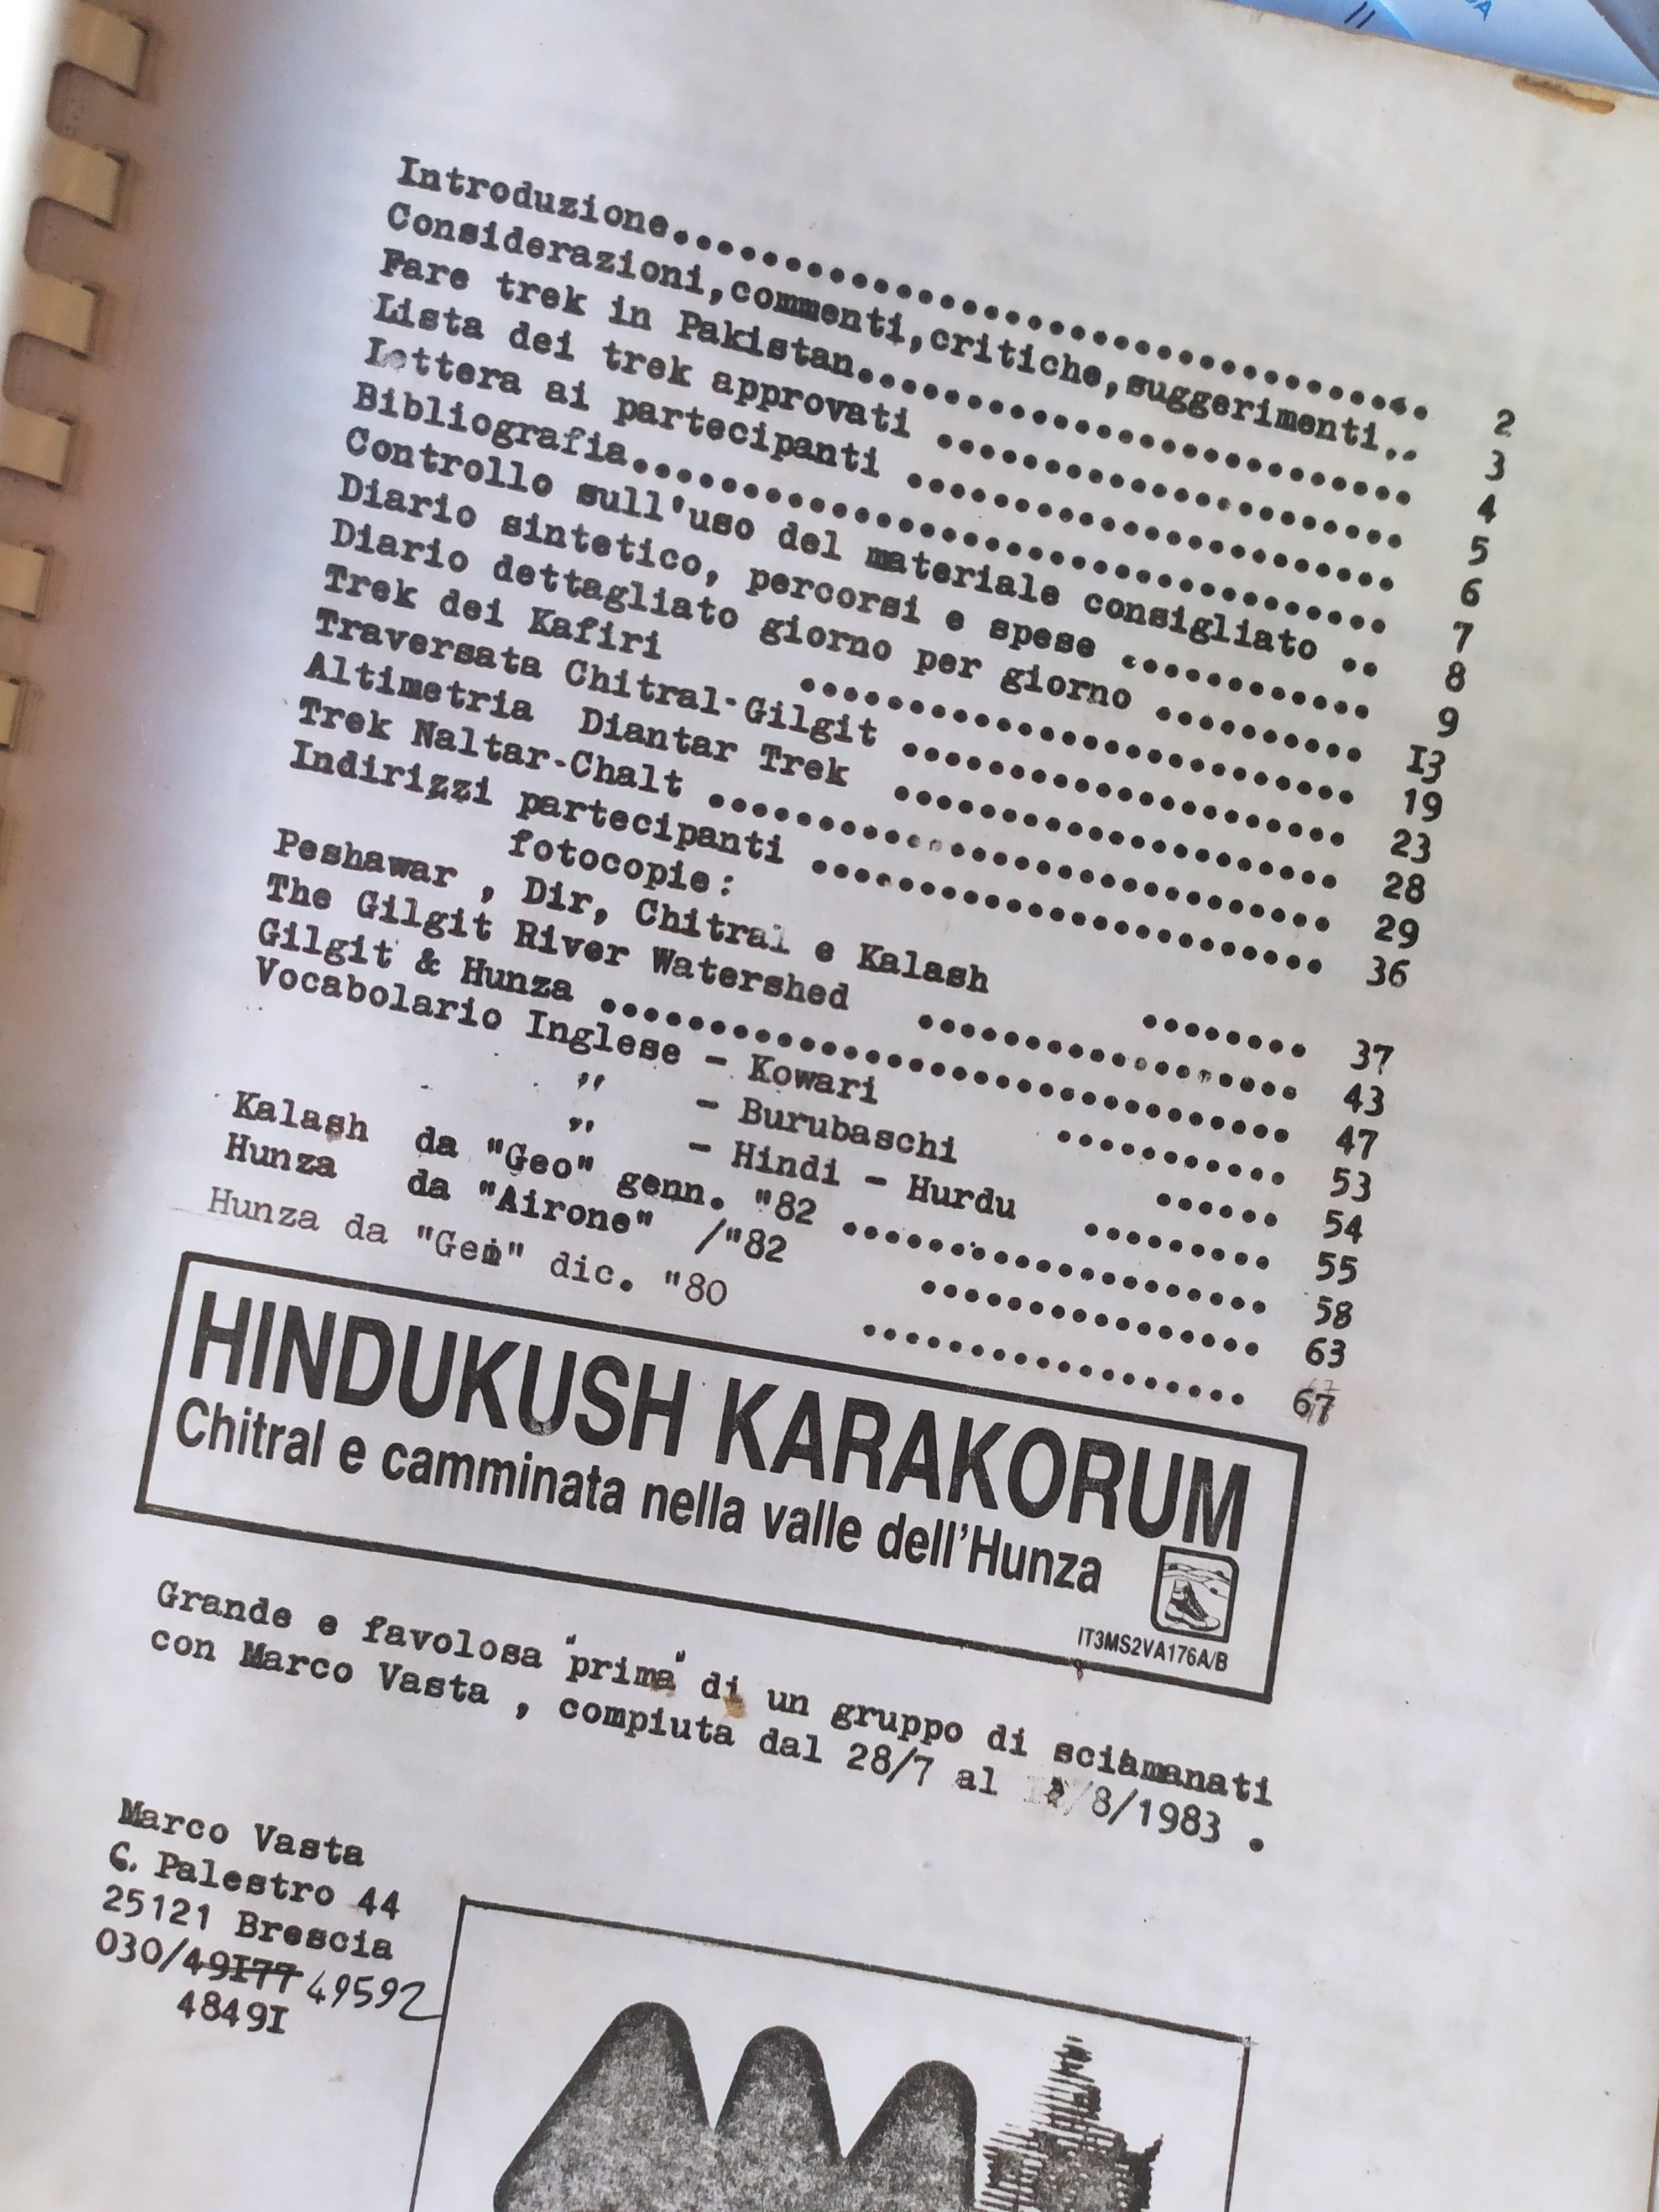 Introduzione........................................ 2
Considerazioni,commenti,critiche,suggerimenti.. 3
Fare trek in Pakistan.............................. 4
Lista dei trek approvati ......................... 5
Lettera ai partecipanti .......................... 6
Bibliografia........................................ 7
Controllo sull'uso del materiale consigliato .. 8
Diario sintetico, percorsi e spese ............ 9
Diario dettagliato giorno per giorno .......... I3
Trek dei Kafiri .............................. 19
Traversata Chitral-Gilgit ....................... 23
Altimetria Diantar Trek ........................ 28
Trek Naltar-Chalt ................................. 29
Indirizzi partecipanti ........................... 36
fotocopie:
Peshawar , Dir, Chitral e Kalash ........ 37
The Gilgit River Watershed .................... 43
Gilgit & Hunza ..................................... 47
Vocabolario Inglese - Kowari ............ 53
" - Burubaschi ...... 54
" - Hindi - Hurdu ......... 55
Kalash da "Geo" genn. "82 ...................... 58
Hunza da "Airone" /"82 .................. 63
Hunza da "Geo" dic. "80 .................... 67
HINDUKUSH KARAKORUM
Chitral e camminata nella valle dell'Hunza
IT3MS2VA176A/B
Grande e favolosa "prima" di un gruppo di sciamanati
con Marco Vasta , compiuta dal 28/7 al /8/1983 .
Marco Vasta
C. Palestro 44
25121 Brescia
030/49I77 49592
4849I